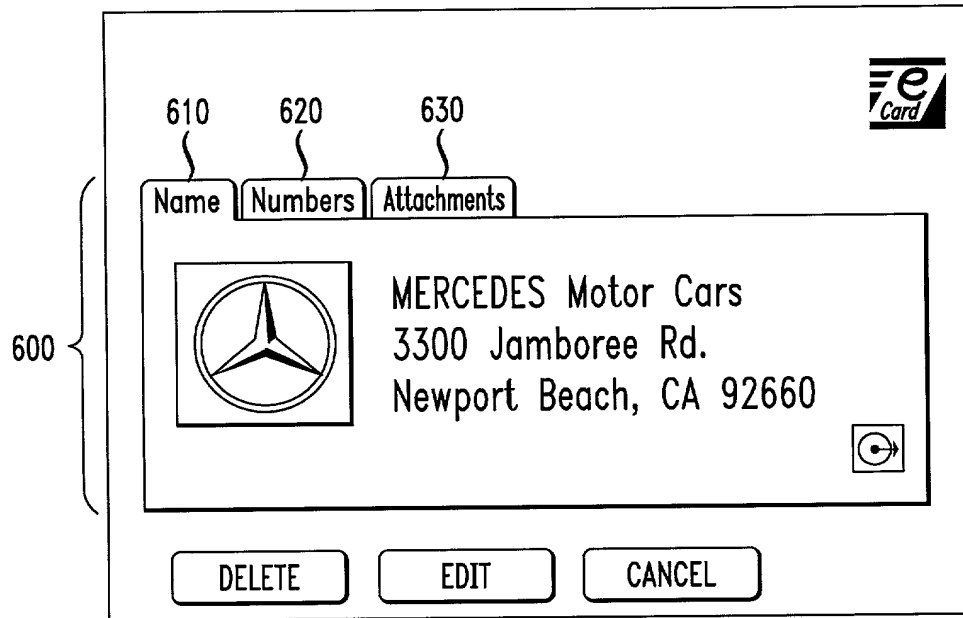 e
Card
610 620 630
Name Numbers Attachments
600
MERCEDES Motor Cars
3300 Jamboree Rd.
Newport Beach, CA 92660
DELETE EDIT CANCEL